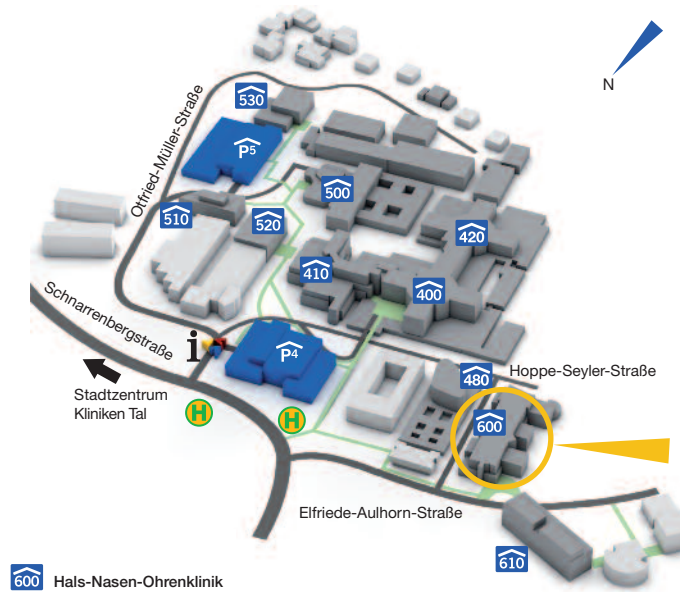 N
530
P5
Otfried-Müller-Straße
500
510
520
420
410
400
Schnarrenbergstraße
i
P4
Stadtzentrum
Kliniken Tal
H
H
480
Hoppe-Seyler-Straße
600
Elfriede-Aulhorn-Straße
610
600 Hals-Nasen-Ohrenklinik